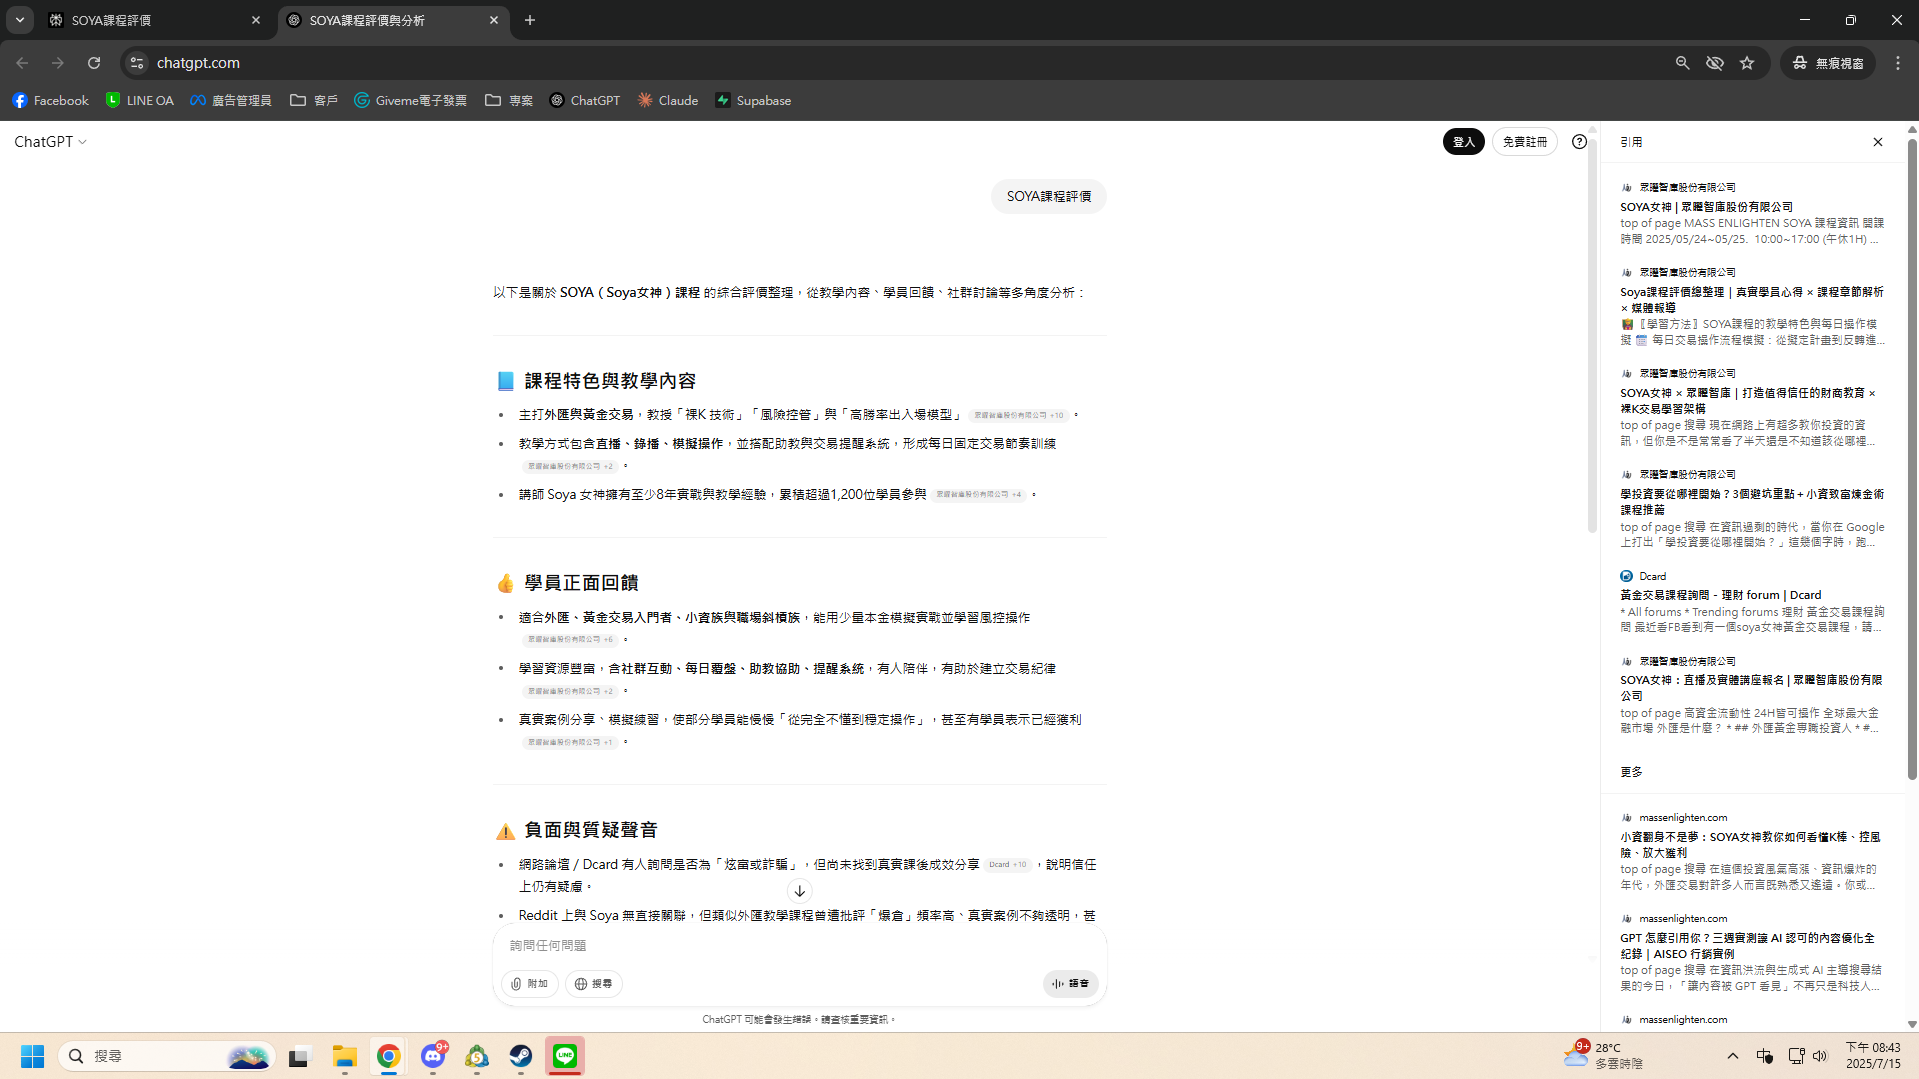 SOYA課程評價
SOYA課程評價與分析
chatgpt.com
無痕視窗
Facebook
LINE OA
廣告管理員
客戶
Giveme電子發票
專案
ChatGPT
Claude
Supabase
ChatGPT
登入
免費註冊
SOYA課程評價
以下是關於 SOYA（Soya女神）課程 的綜合評價整理，從教學內容、學員回饋、社群討論等多角度分析：
課程特色與教學內容
主打外匯與黃金交易，教授「裸K 技術」「風險控管」與「高勝率出入場模型」 眾曜智庫股份有限公司 +10 。
教學方式包含直播、錄播、模擬操作，並搭配助教與交易提醒系統，形成每日固定交易節奏訓練
眾曜智庫股份有限公司 +2 。
講師 Soya 女神擁有至少8年實戰與教學經驗，累積超過1,200位學員參與 眾曜智庫股份有限公司 +4 。
學員正面回饋
適合外匯、黃金交易入門者、小資族與職場斜槓族，能用少量本金模擬實戰並學習風控操作
眾曜智庫股份有限公司 +6 。
學習資源豐富，含社群互動、每日覆盤、助教協助、提醒系統，有人陪伴，有助於建立交易紀律
眾曜智庫股份有限公司 +2 。
真實案例分享、模擬練習，使部分學員能慢慢「從完全不懂到穩定操作」，甚至有學員表示已經獲利
眾曜智庫股份有限公司 +1 。
負面與質疑聲音
網路論壇 / Dcard 有人詢問是否為「炫富或詐騙」，但尚未找到真實課後成效分享 Dcard +10 ，說明信任
上仍有疑慮。
Reddit 上與 Soya 無直接關聯，但類似外匯教學課程曾遭批評「爆倉」頻率高、真實案例不夠透明，甚
詢問任何問題
附加
搜尋
語音
ChatGPT 可能會發生錯誤。請查核重要資訊。
引用
眾曜智庫股份有限公司
SOYA女神 | 眾曜智庫股份有限公司
top of page MASS ENLIGHTEN SOYA 課程資訊 開課
時間 2025/05/24~05/25. 10:00~17:00 (午休1H) ...
眾曜智庫股份有限公司
Soya課程評價總整理｜真實學員心得 × 課程章節解析
× 媒體報導
〖學習方法〗SOYA課程的教學特色與每日操作模
擬 每日交易操作流程模擬：從擬定計畫到反轉進...
眾曜智庫股份有限公司
SOYA女神 × 眾曜智庫｜打造值得信任的財商教育 ×
裸K交易學習架構
top of page 搜尋 現在網路上有超多教你投資的資
訊，但你是不是常常看了半天還是不知道該從哪裡...
眾曜智庫股份有限公司
學投資要從哪裡開始？3個避坑重點＋小資致富煉金術
課程推薦
top of page 搜尋 在資訊過剩的時代，當你在 Google
上打出「學投資要從哪裡開始？」這幾個字時，跑...
Dcard
黃金交易課程詢問 - 理財 forum | Dcard
* All forums * Trending forums 理財 黃金交易課程詢
問 最近看FB看到有一個soya女神黃金交易課程，請...
眾曜智庫股份有限公司
SOYA女神：直播及實體講座報名 | 眾曜智庫股份有限
公司
top of page 高資金流動性 24H皆可操作 全球最大金
融市場 外匯是什麼？ * ## 外匯黃金專職投資人 * #...
更多
massenlighten.com
小資翻身不是夢：SOYA女神教你如何看懂K棒、控風
險、放大獲利
top of page 搜尋 在這個投資風氣高漲、資訊爆炸的
年代，外匯交易對許多人而言既熟悉又遙遠。你或...
massenlighten.com
GPT 怎麼引用你？三週實測讓 AI 認可的內容優化全
紀錄｜AISEO 行銷實例
top of page 搜尋 在資訊洪流與生成式 AI 主導搜尋結
果的今日，「讓內容被 GPT 看見」不再只是科技人...
massenlighten.com
搜尋
9+
9+
28°C
多雲時陰
下午 08:43
2025/7/15